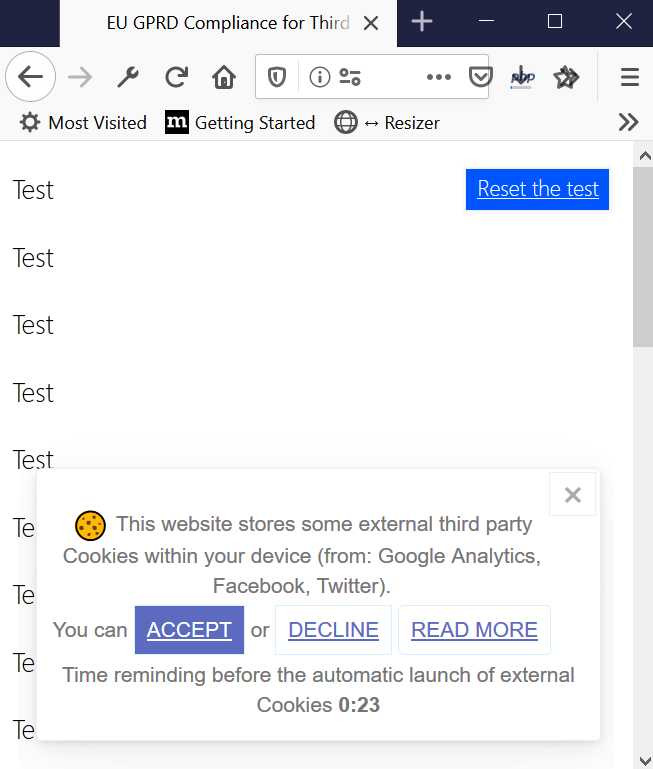 EU GPRD Compliance for Third
Most Visited
m Getting Started
↔ Resizer
Test
Reset the test
Test
Test
Test
Test
Te
Te
Te
Te
×
This website stores some external third party
Cookies within your device (from: Google Analytics,
Facebook, Twitter).
You can ACCEPT or DECLINE READ MORE
Time reminding before the automatic launch of external
Cookies 0:23